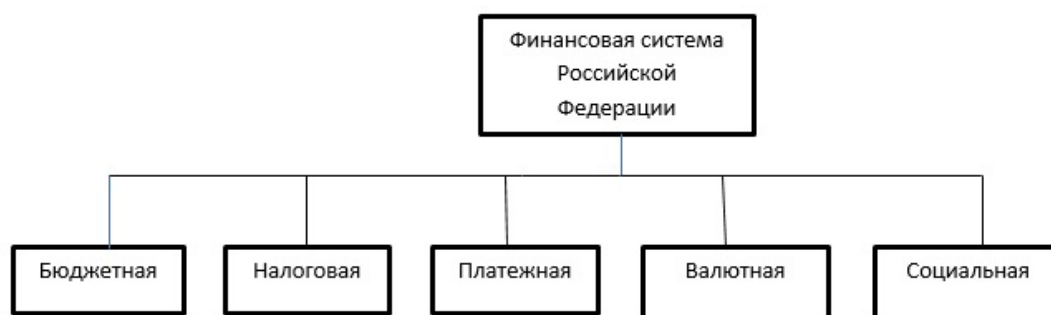 Финансовая система
Российской
Федерации
Бюджетная
Налоговая
Платежная
Валютная
Социальная